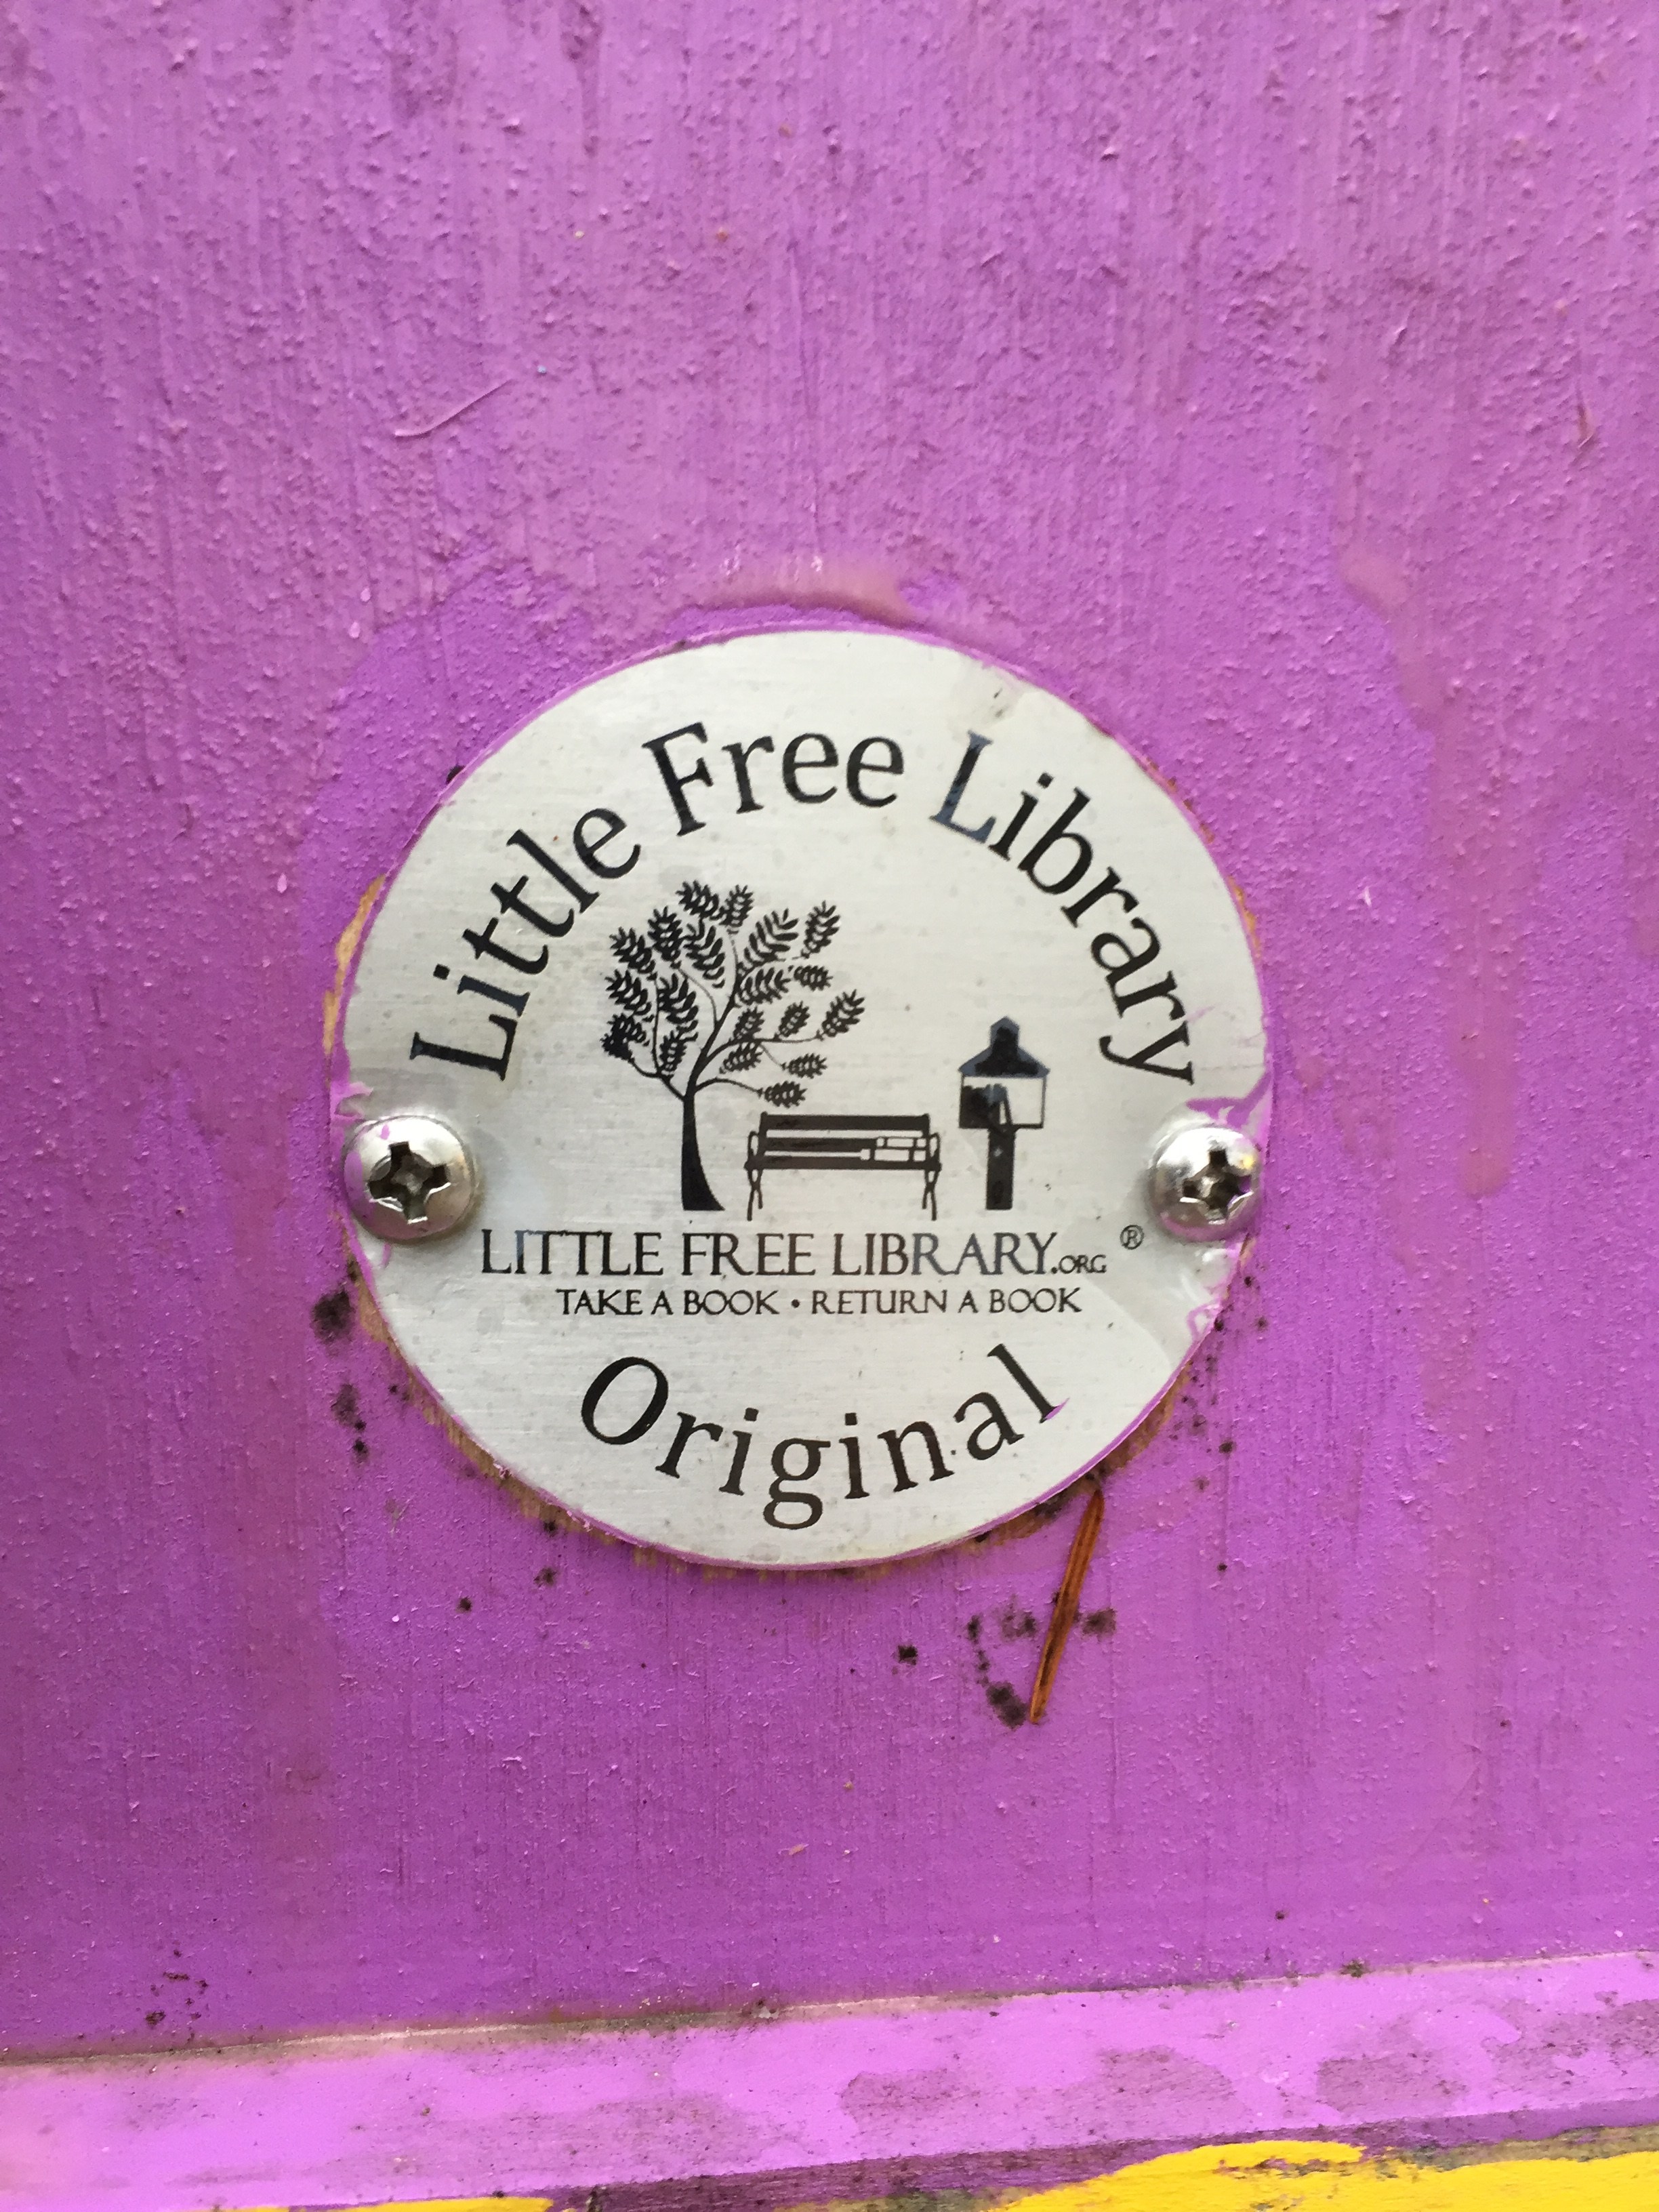 Little Free Library
LITTLE FREE LIBRARY.ORG ®
TAKE A BOOK • RETURN A BOOK
Original